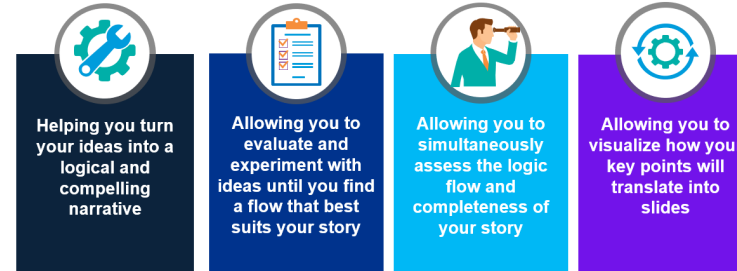 Helping you turn
your ideas into a
logical and
compelling
narrative
Allowing you to
evaluate and
experiment with
ideas until you find
a flow that best
suits your story
Allowing you to
simultaneously
assess the logic
flow and
completeness of
your story
Allowing you to
visualize how you
key points will
translate into
slides